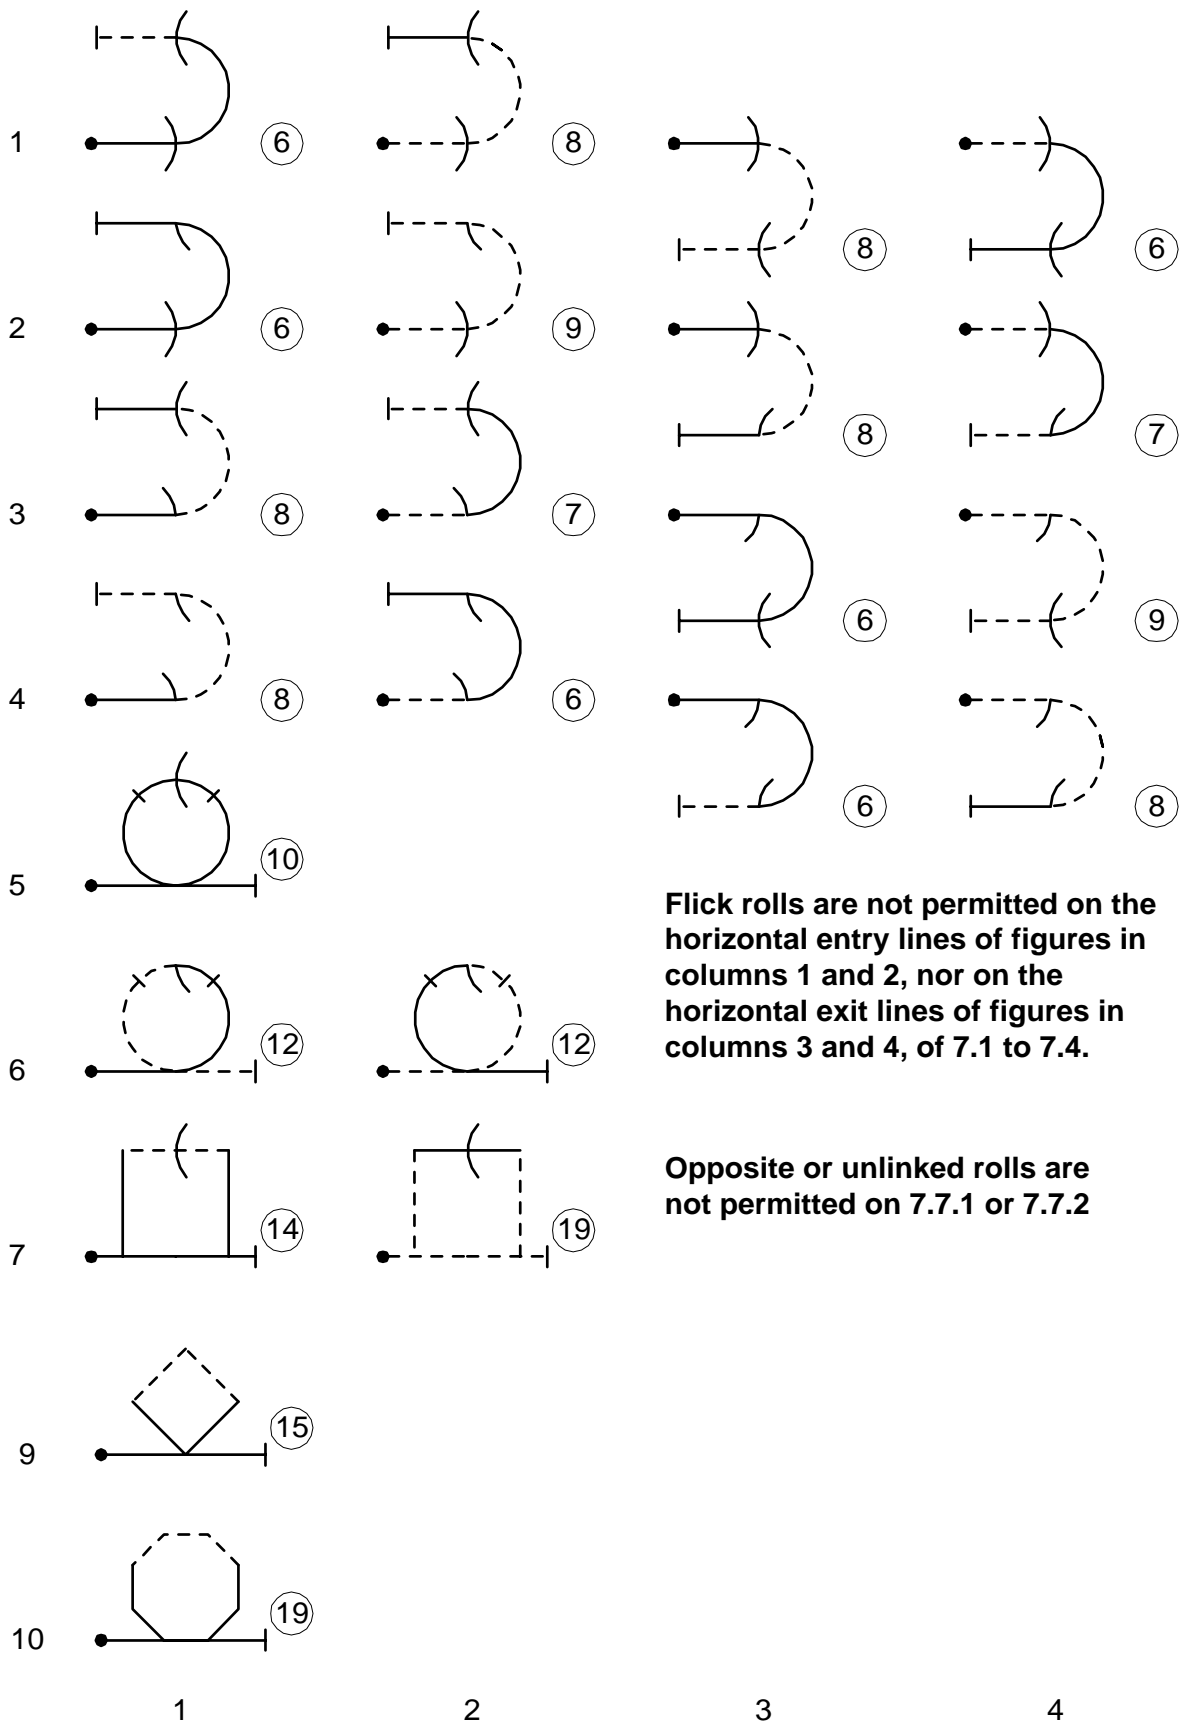 1 6 8
8 6
2 6 9
8 7
3 8 7
6 9
4 8 6
6 8
5 10
Flick rolls are not permitted on the
horizontal entry lines of figures in
columns 1 and 2, nor on the
horizontal exit lines of figures in
columns 3 and 4, of 7.1 to 7.4.
6 12 12
Opposite or unlinked rolls are
not permitted on 7.7.1 or 7.7.2
7 14 19
9 15
10 19
1 2 3 4